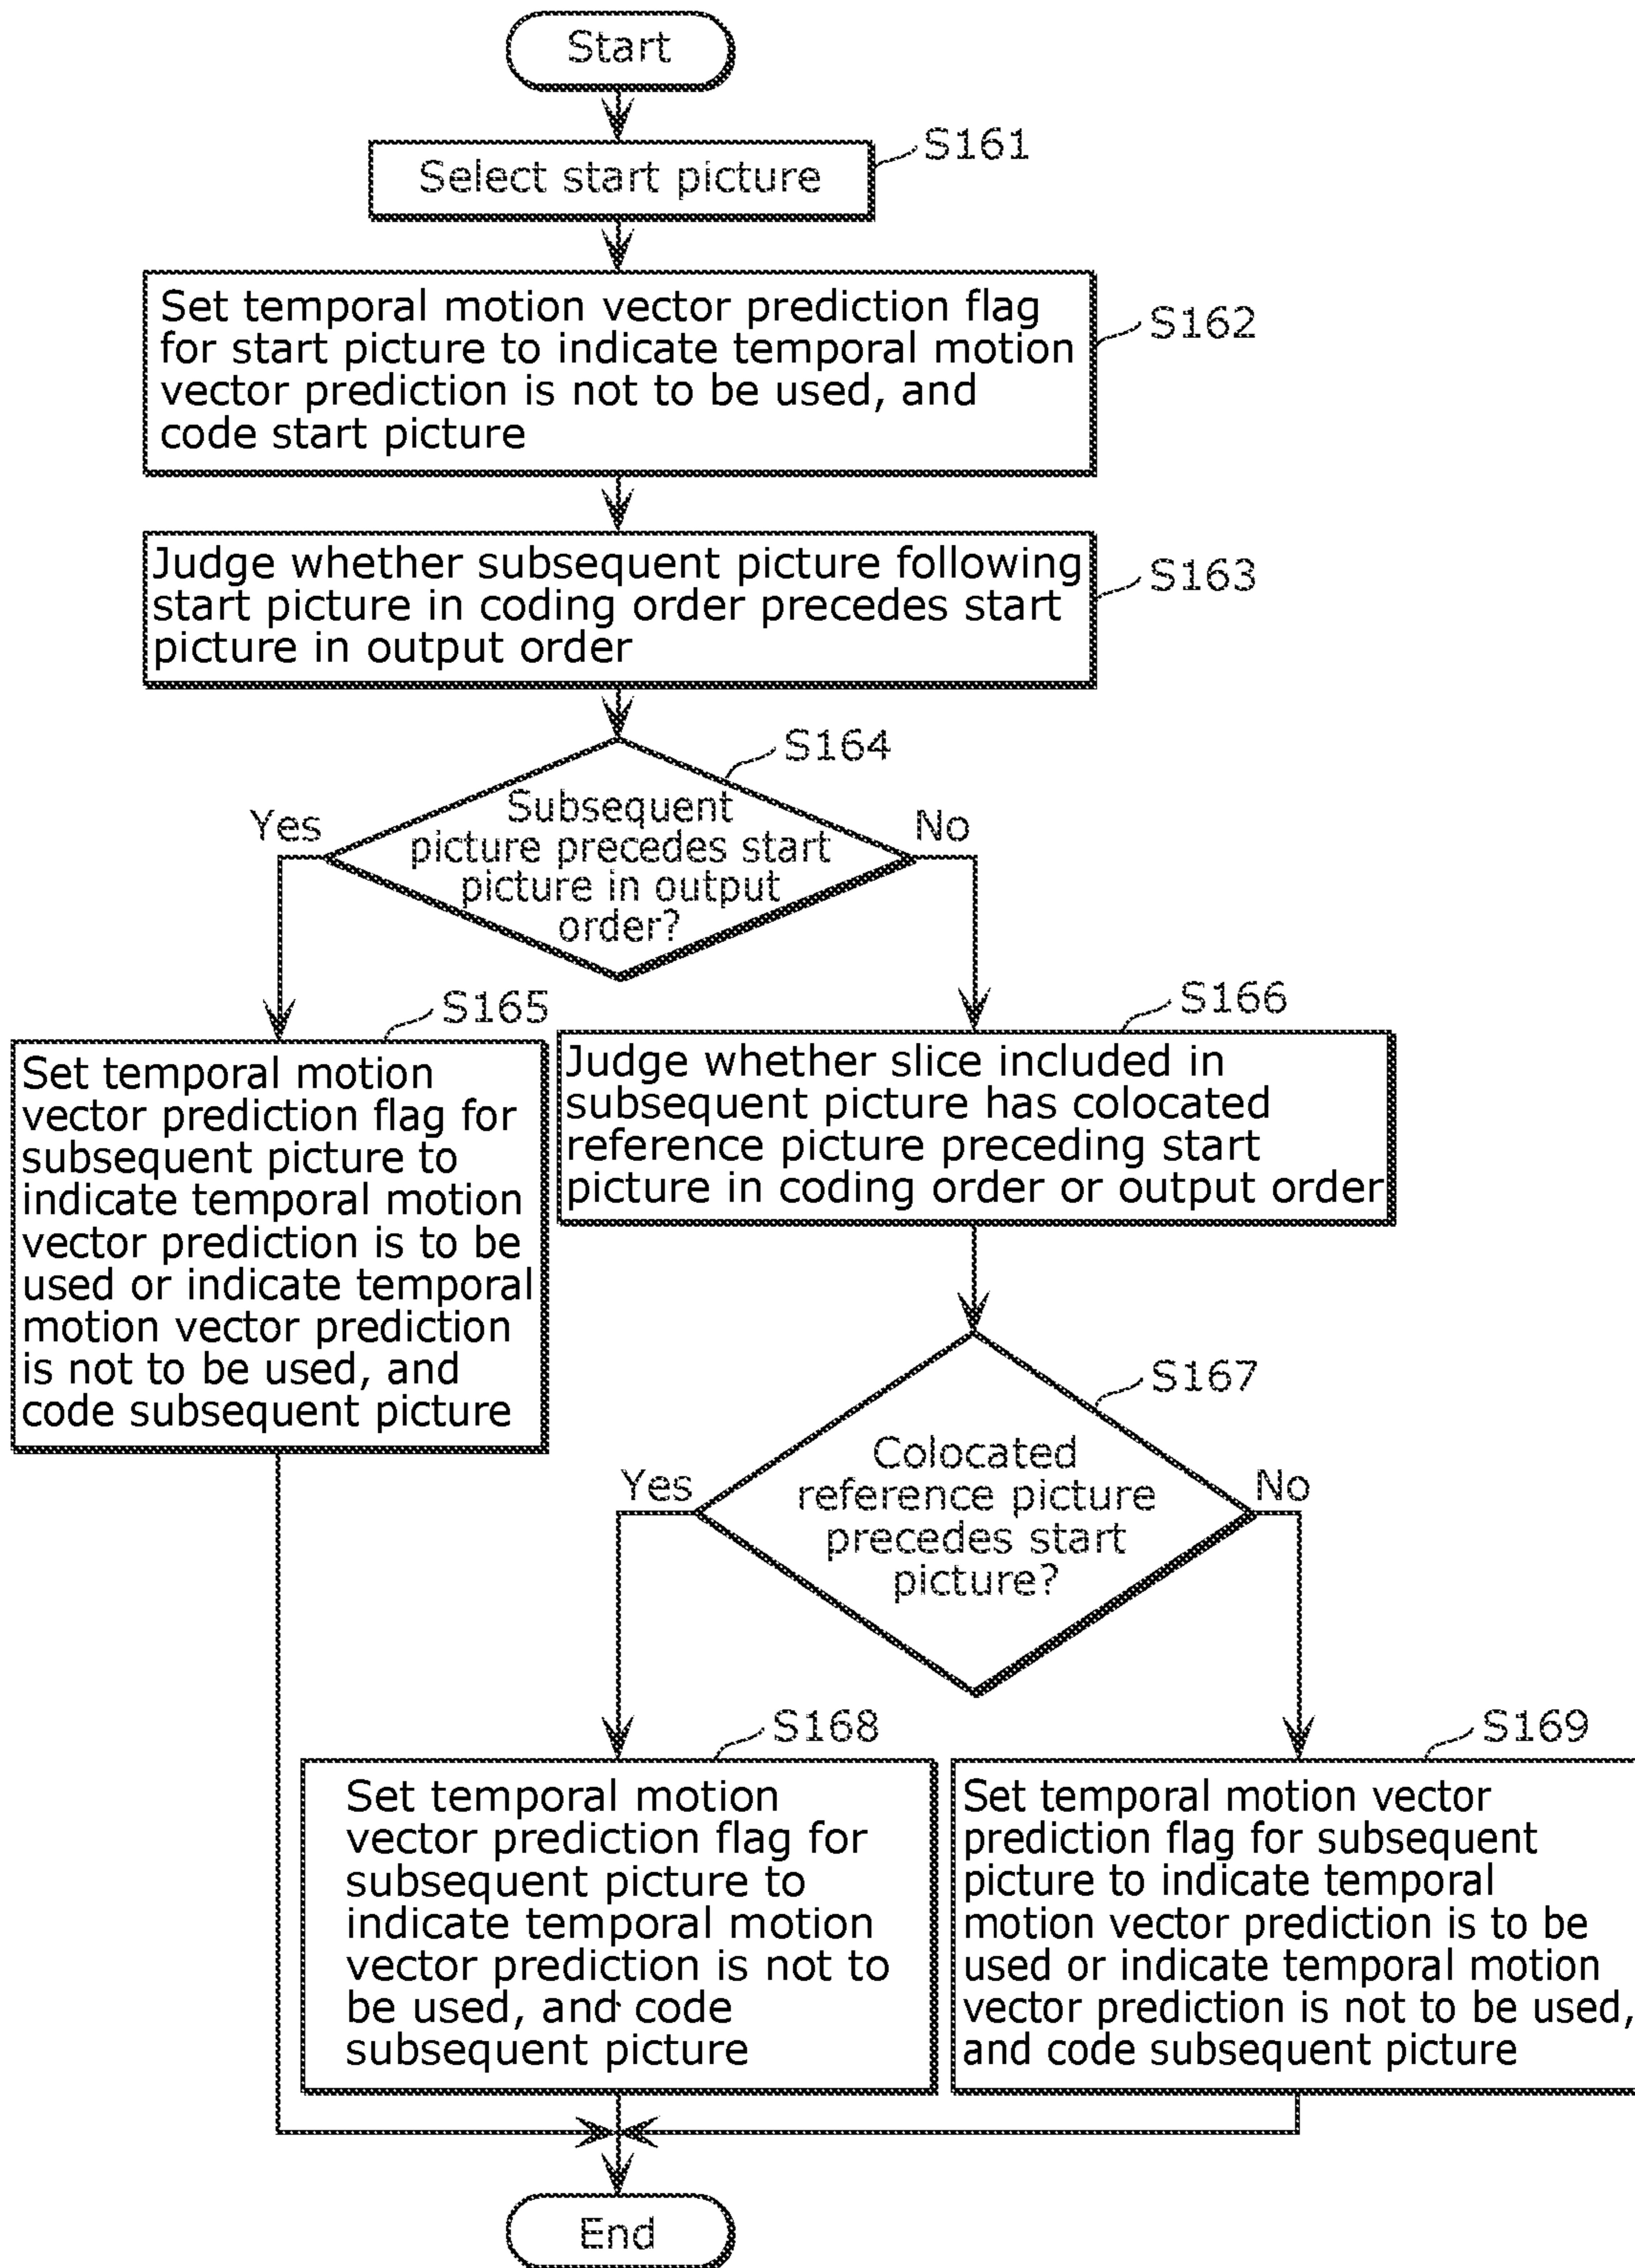 Start
S161
Select start picture
Set temporal motion vector prediction flag
for start picture to indicate temporal motion
vector prediction is not to be used, and
code start picture
S162
Judge whether subsequent picture following
start picture in coding order precedes start
picture in output order
S163
S164
Subsequent
picture precedes start
picture in output
order?
Yes
No
S165
Set temporal motion
vector prediction flag for
subsequent picture to
indicate temporal motion
vector prediction is to be
used or indicate temporal
motion vector prediction
is not to be used, and
code subsequent picture
S166
Judge whether slice included in
subsequent picture has colocated
reference picture preceding start
picture in coding order or output order
S167
Colocated
reference picture
precedes start
picture?
Yes
No
S168
Set temporal motion
vector prediction flag for
subsequent picture to
indicate temporal motion
vector prediction is not to
be used, and code
subsequent picture
S169
Set temporal motion vector
prediction flag for subsequent
picture to indicate temporal
motion vector prediction is to be
used or indicate temporal motion
vector prediction is not to be used,
and code subsequent picture
End